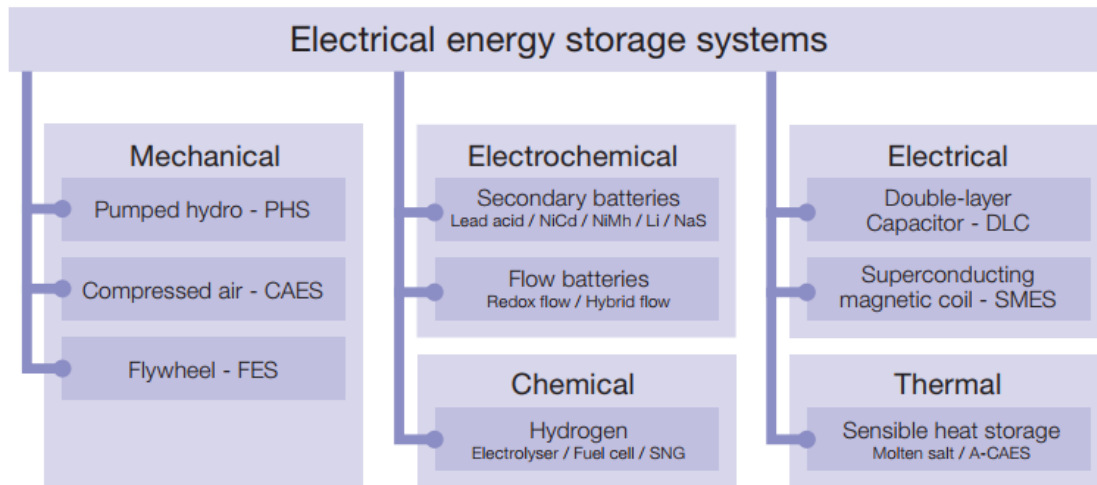 Electrical energy storage systems
Mechanical
Pumped hydro - PHS
Compressed air - CAES
Flywheel - FES
Electrochemical
Secondary batteries
Lead acid / NiCd / NiMh / Li / NaS
Flow batteries
Redox flow / Hybrid flow
Chemical
Hydrogen
Electrolyser / Fuel cell / SNG
Electrical
Double-layer
Capacitor - DLC
Superconducting
magnetic coil - SMES
Thermal
Sensible heat storage
Molten salt / A-CAES